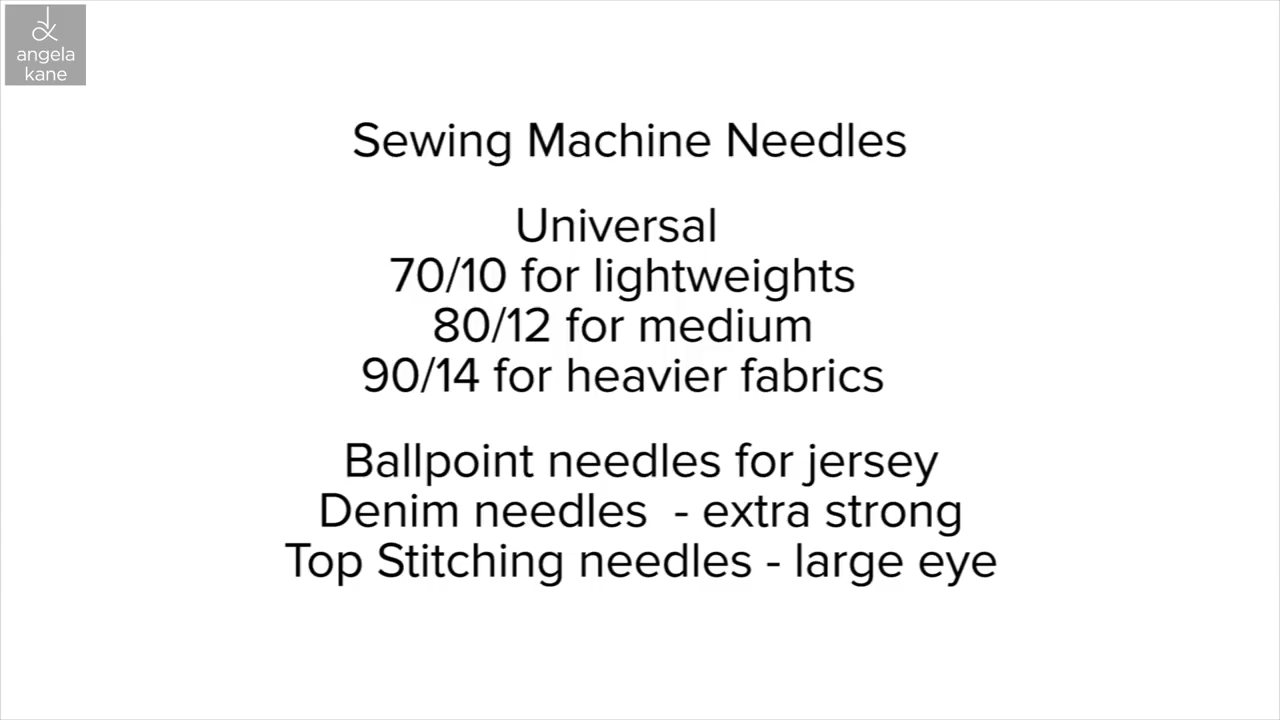 angela
kane
Sewing Machine Needles
Universal
70/10 for lightweights
80/12 for medium
90/14 for heavier fabrics
Ballpoint needles for jersey
Denim needles  - extra strong
Top Stitching needles - large eye